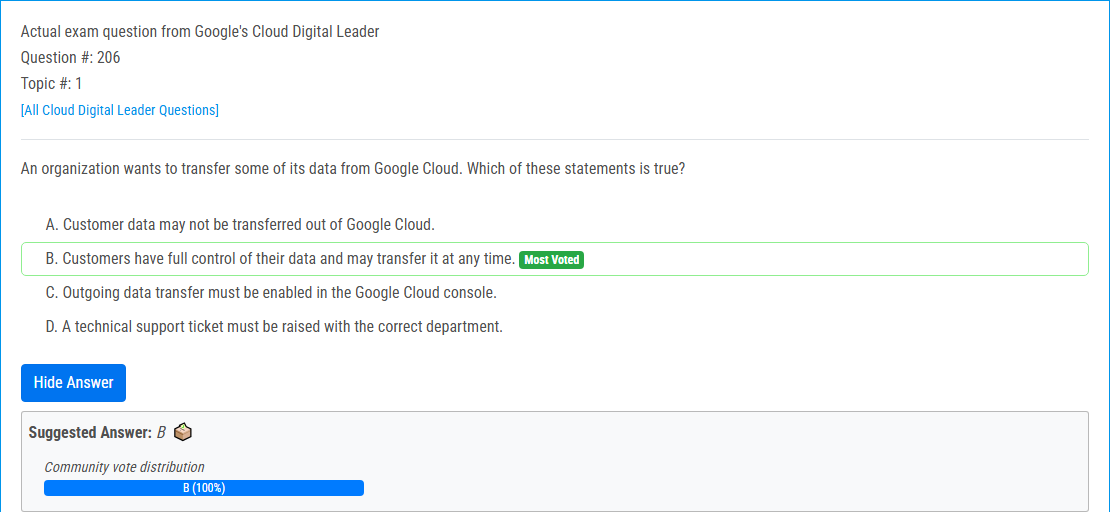 Actual exam question from Google's Cloud Digital Leader
Question #: 206
Topic #: 1
[All Cloud Digital Leader Questions]
An organization wants to transfer some of its data from Google Cloud. Which of these statements is true?
A. Customer data may not be transferred out of Google Cloud.
B. Customers have full control of their data and may transfer it at any time. Most Voted
C. Outgoing data transfer must be enabled in the Google Cloud console.
D. A technical support ticket must be raised with the correct department.
Hide Answer
Suggested Answer: B
Community vote distribution
B (100%)